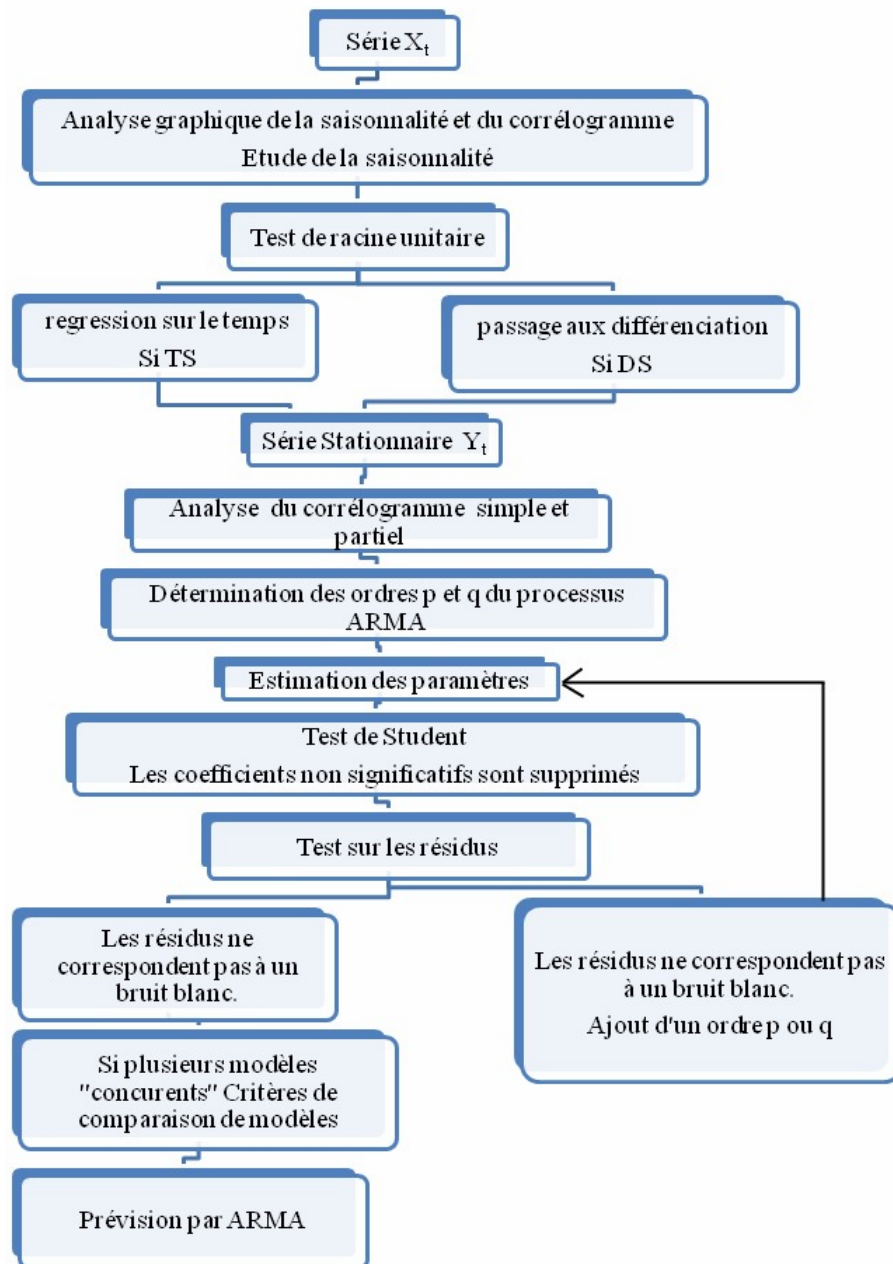 Série Xt
Analyse graphique de la saisonnalité et du corrélogramme
Etude de la saisonnalité
Test de racine unitaire
regression sur le temps
Si TS
passage aux différenciation
Si DS
Série Stationnaire Yt
Analyse du corrélogramme simple et
partiel
Détermination des ordres p et q du processus
ARMA
Estimation des paramètres
Test de Student
Les coefficients non significatifs sont supprimés
Test sur les résidus
Les résidus ne
correspondent pas à un
bruit blanc.
Les résidus ne correspondent pas
à un bruit blanc.
Ajout d'un ordre p ou q
Si plusieurs modèles
"concurents" Critères de
comparaison de modèles
Prévision par ARMA